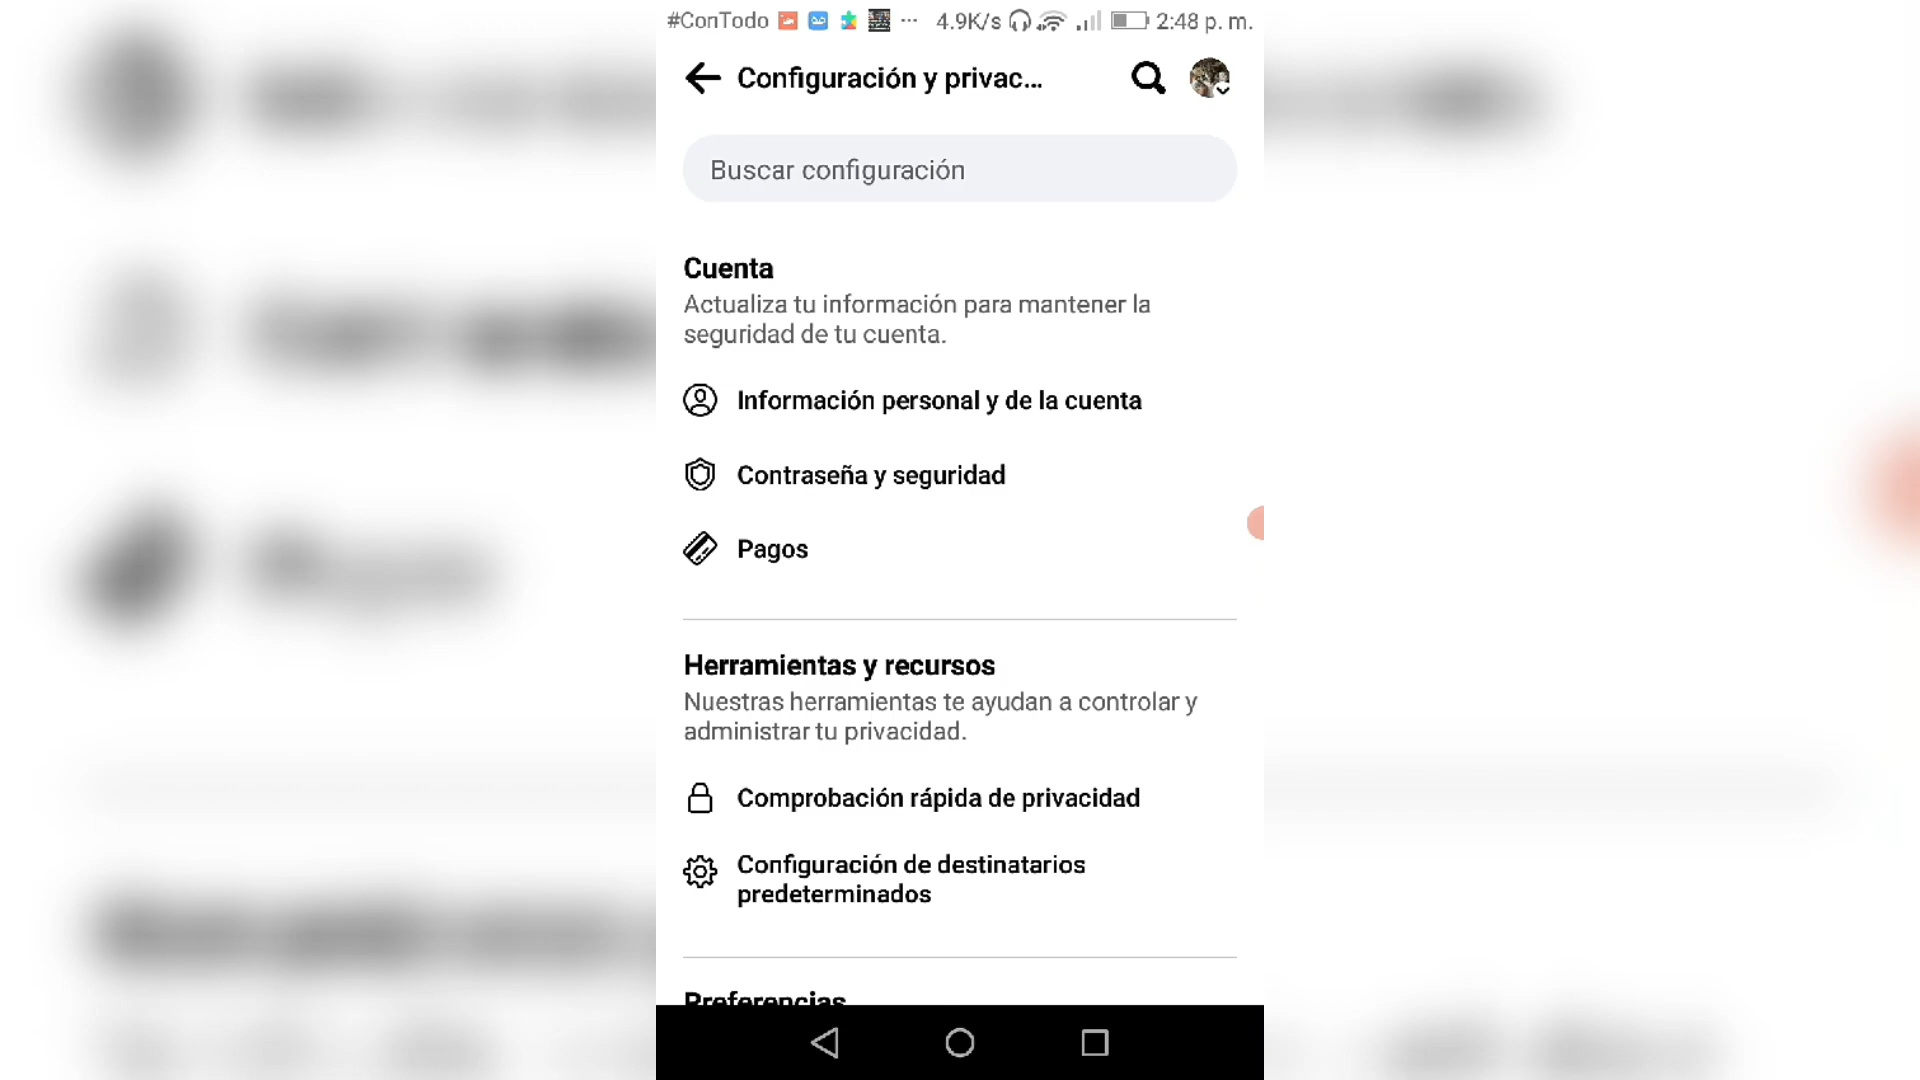 #ConTodo ... 4.9K/s 2:48 p. m.
Configuración y privac...
Buscar configuración
Cuenta
Actualiza tu información para mantener la
seguridad de tu cuenta.
Información personal y de la cuenta
Contraseña y seguridad
Pagos
Herramientas y recursos
Nuestras herramientas te ayudan a controlar y
administrar tu privacidad.
Comprobación rápida de privacidad
Configuración de destinatarios
predeterminados
Preferencias